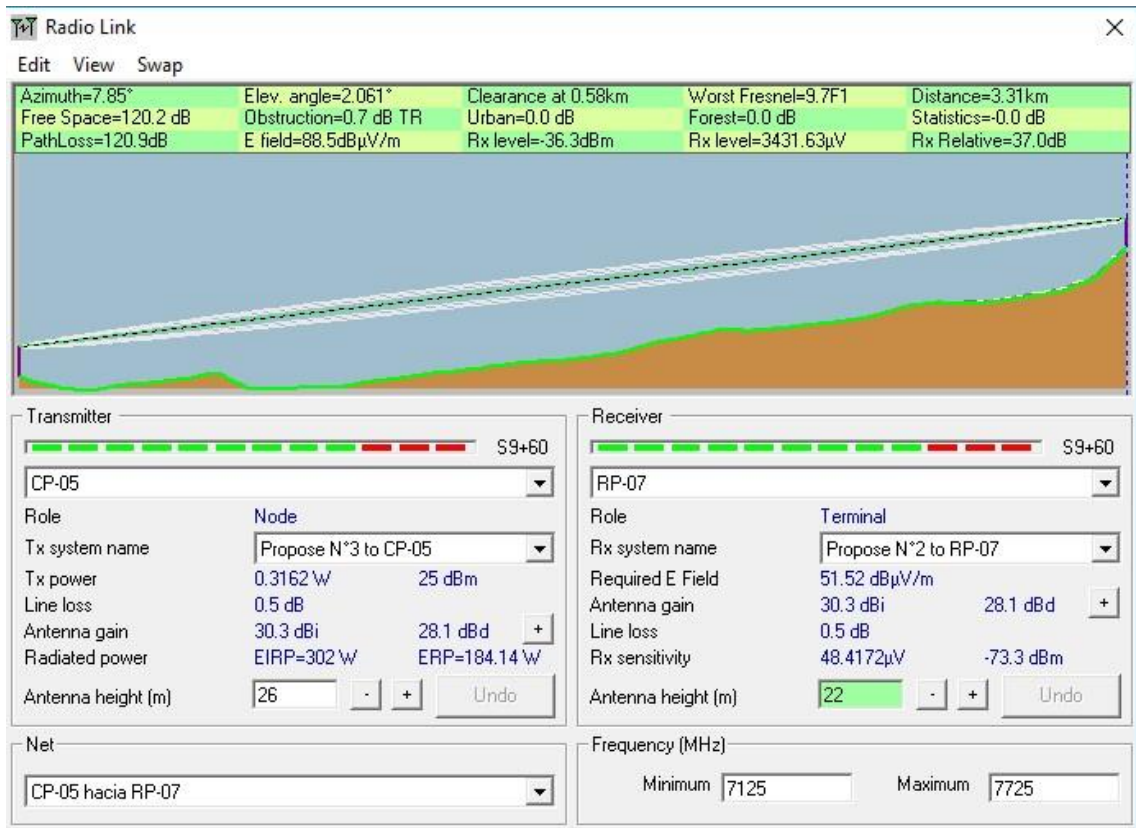 Radio Link
Edit View Swap
Azimuth=7.85° Elev. angle=2.061° Clearance at 0.58km Worst Fresnel=9.7F1 Distance=3.31km
Free Space=120.2 dB Obstruction=0.7 dB TR Urban=0.0 dB Forest=0.0 dB Statistics=-0.0 dB
PathLoss=120.9dB E field=88.5dBµV/m Rx level=-36.3dBm Rx level=3431.63µV Rx Relative=37.0dB
Transmitter
S9+60
CP-05
Role Node
Tx system name Propose N°3 to CP-05
Tx power 0.3162 W 25 dBm
Line loss 0.5 dB
Antenna gain 30.3 dBi 28.1 dBd +
Radiated power EIRP=302 W ERP=184.14 W
Antenna height (m) 26 - + Undo
Net
CP-05 hacia RP-07
Receiver
S9+60
RP-07
Role Terminal
Rx system name Propose N°2 to RP-07
Required E Field 51.52 dBµV/m
Antenna gain 30.3 dBi 28.1 dBd +
Line loss 0.5 dB
Rx sensitivity 48.4172µV -73.3 dBm
Antenna height (m) 22 - + Undo
Frequency (MHz)
Minimum 7125 Maximum 7725